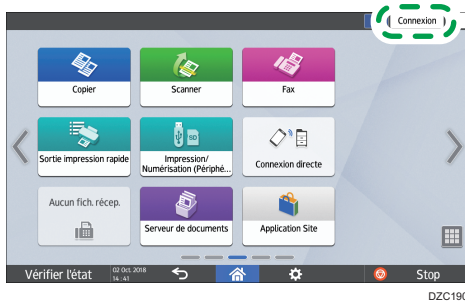 Connexion
Copier
Scanner
Fax
SD
Sortie impression rapide
Impression/
Numérisation (Périphé...
Connexion directe
Aucun fich. récep.
Serveur de documents
Application Site
Vérifier l'état
02 Oct. 2018
14 : 41
Stop
DZC190